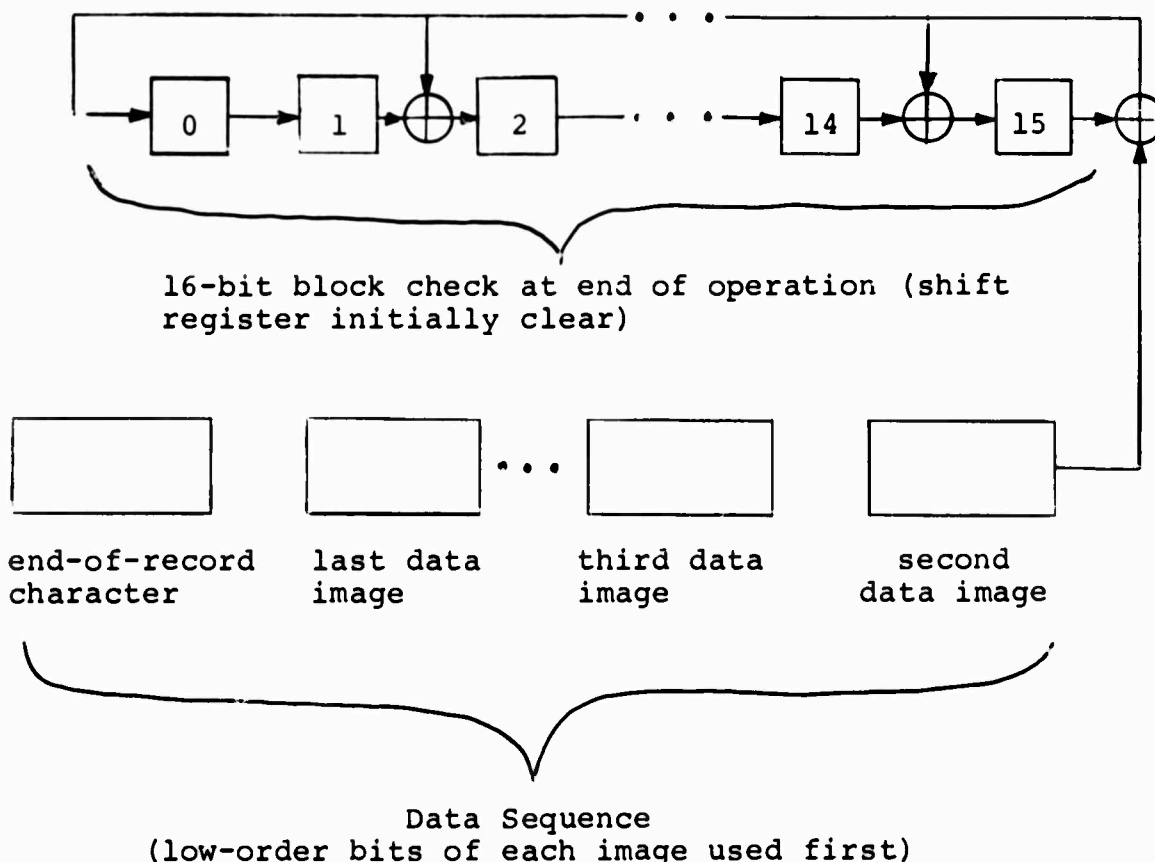 0 1 2 14 15
16-bit block check at end of operation (shift
register initially clear)
end-of-record
character
last data
image
third data
image
second
data image
Data Sequence
(low-order bits of each image used first)